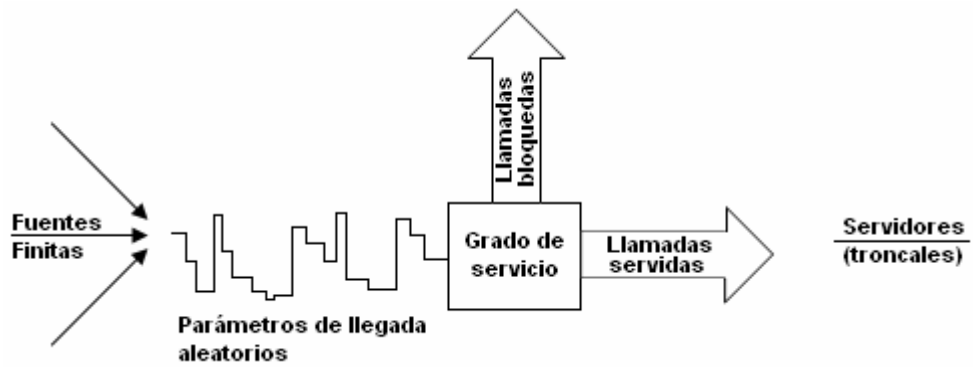 Llamadas
bloquedas
Fuentes
Finitas
Grado de
servicio
Llamadas
servidas
Servidores
(troncales)
Parámetros de llegada
aleatorios